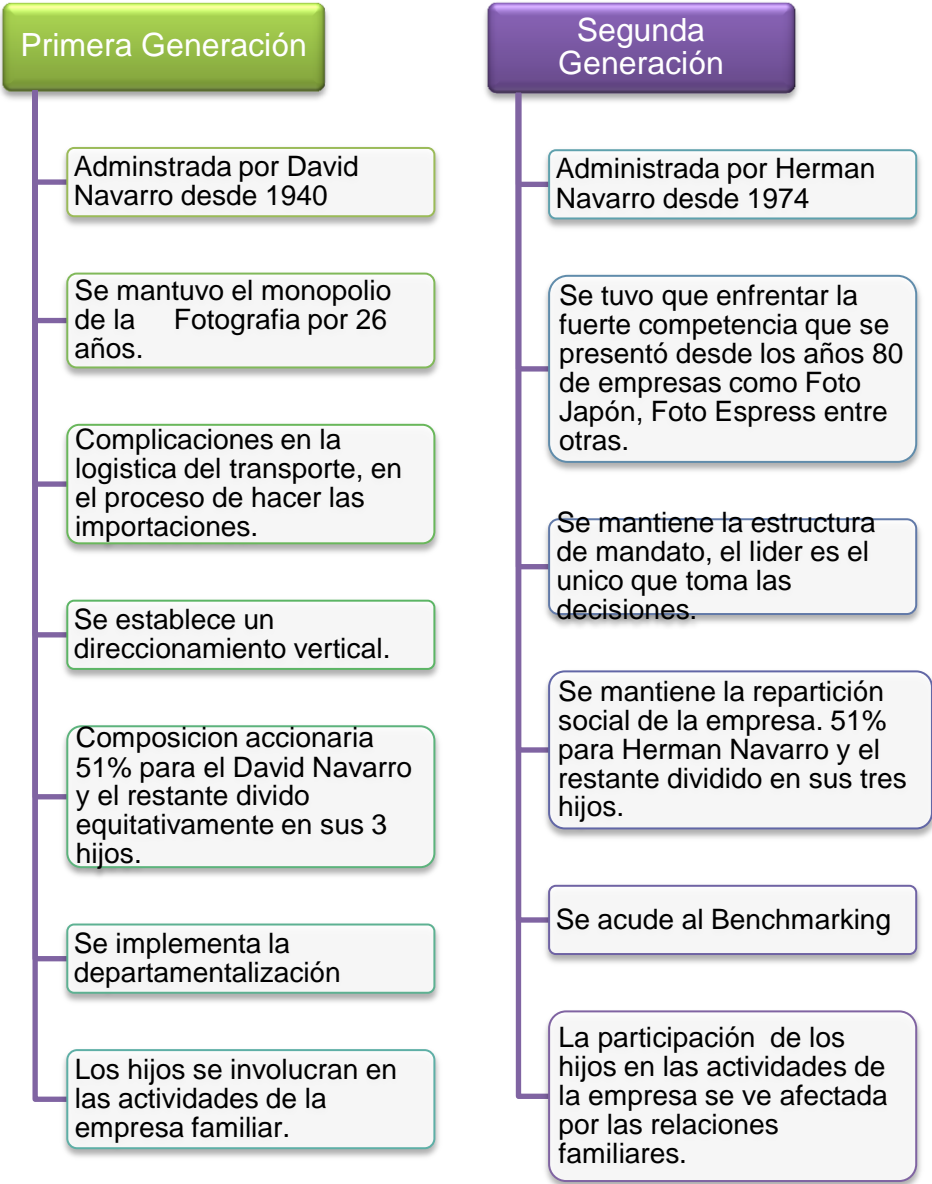 Primera Generación
Adminstrada por David
Navarro desde 1940
Se mantuvo el monopolio
de la Fotografia por 26
años.
Complicaciones en la
logistica del transporte, en
el proceso de hacer las
importaciones.
Se establece un
direccionamiento vertical.
Composicion accionaria
51% para el David Navarro
y el restante divido
equitativamente en sus 3
hijos.
Se implementa la
departamentalización
Los hijos se involucran en
las actividades de la
empresa familiar.
Segunda
Generación
Administrada por Herman
Navarro desde 1974
Se tuvo que enfrentar la
fuerte competencia que se
presentó desde los años 80
de empresas como Foto
Japón, Foto Espress entre
otras.
Se mantiene la estructura
de mandato, el lider es el
unico que toma las
decisiones.
Se mantiene la repartición
social de la empresa. 51%
para Herman Navarro y el
restante dividido en sus tres
hijos.
Se acude al Benchmarking
La participación de los
hijos en las actividades de
la empresa se ve afectada
por las relaciones
familiares.